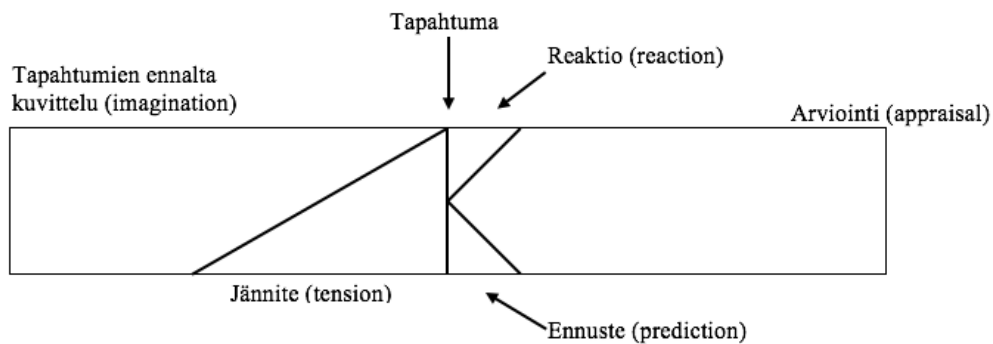 Tapahtuma
Reaktio (reaction)
Tapahtumien ennalta
kuvittelu (imagination)
Arviointi (appraisal)
Jännite (tension)
Ennuste (prediction)